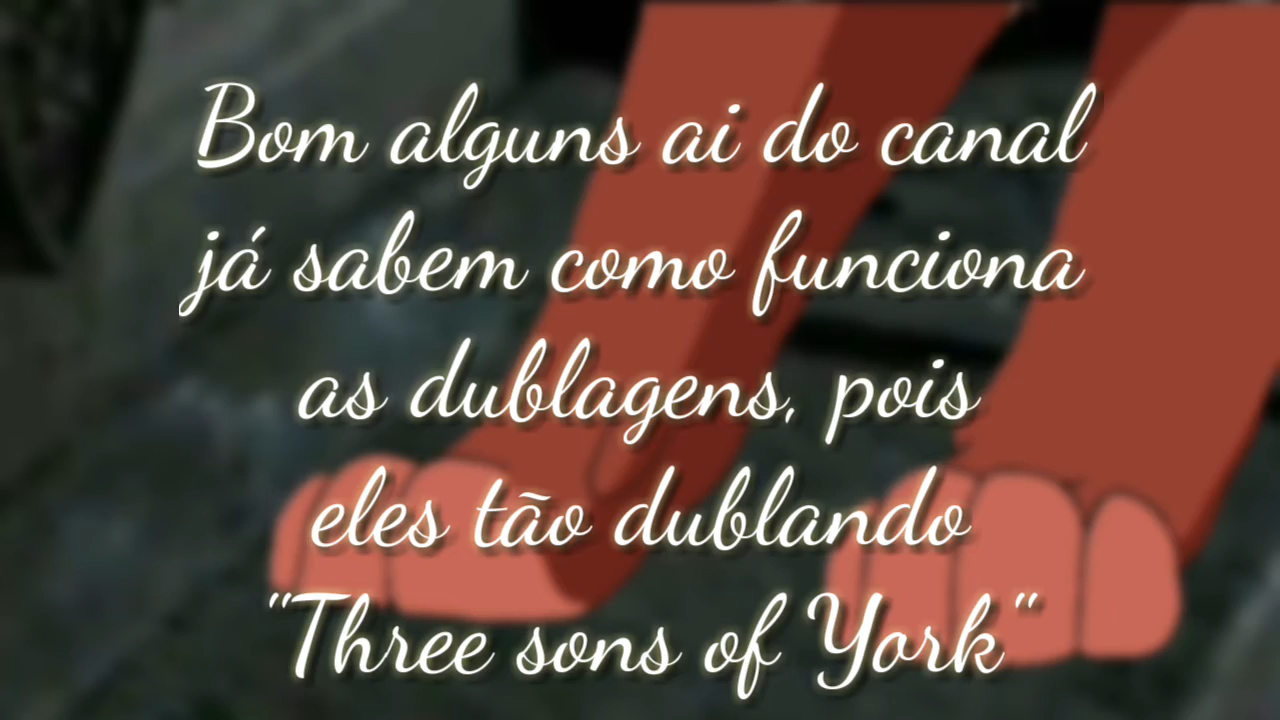 Bom alguns ai do canal
já sabem como funciona
as dublagens, pois
eles tão dublando
"Three sons of York"